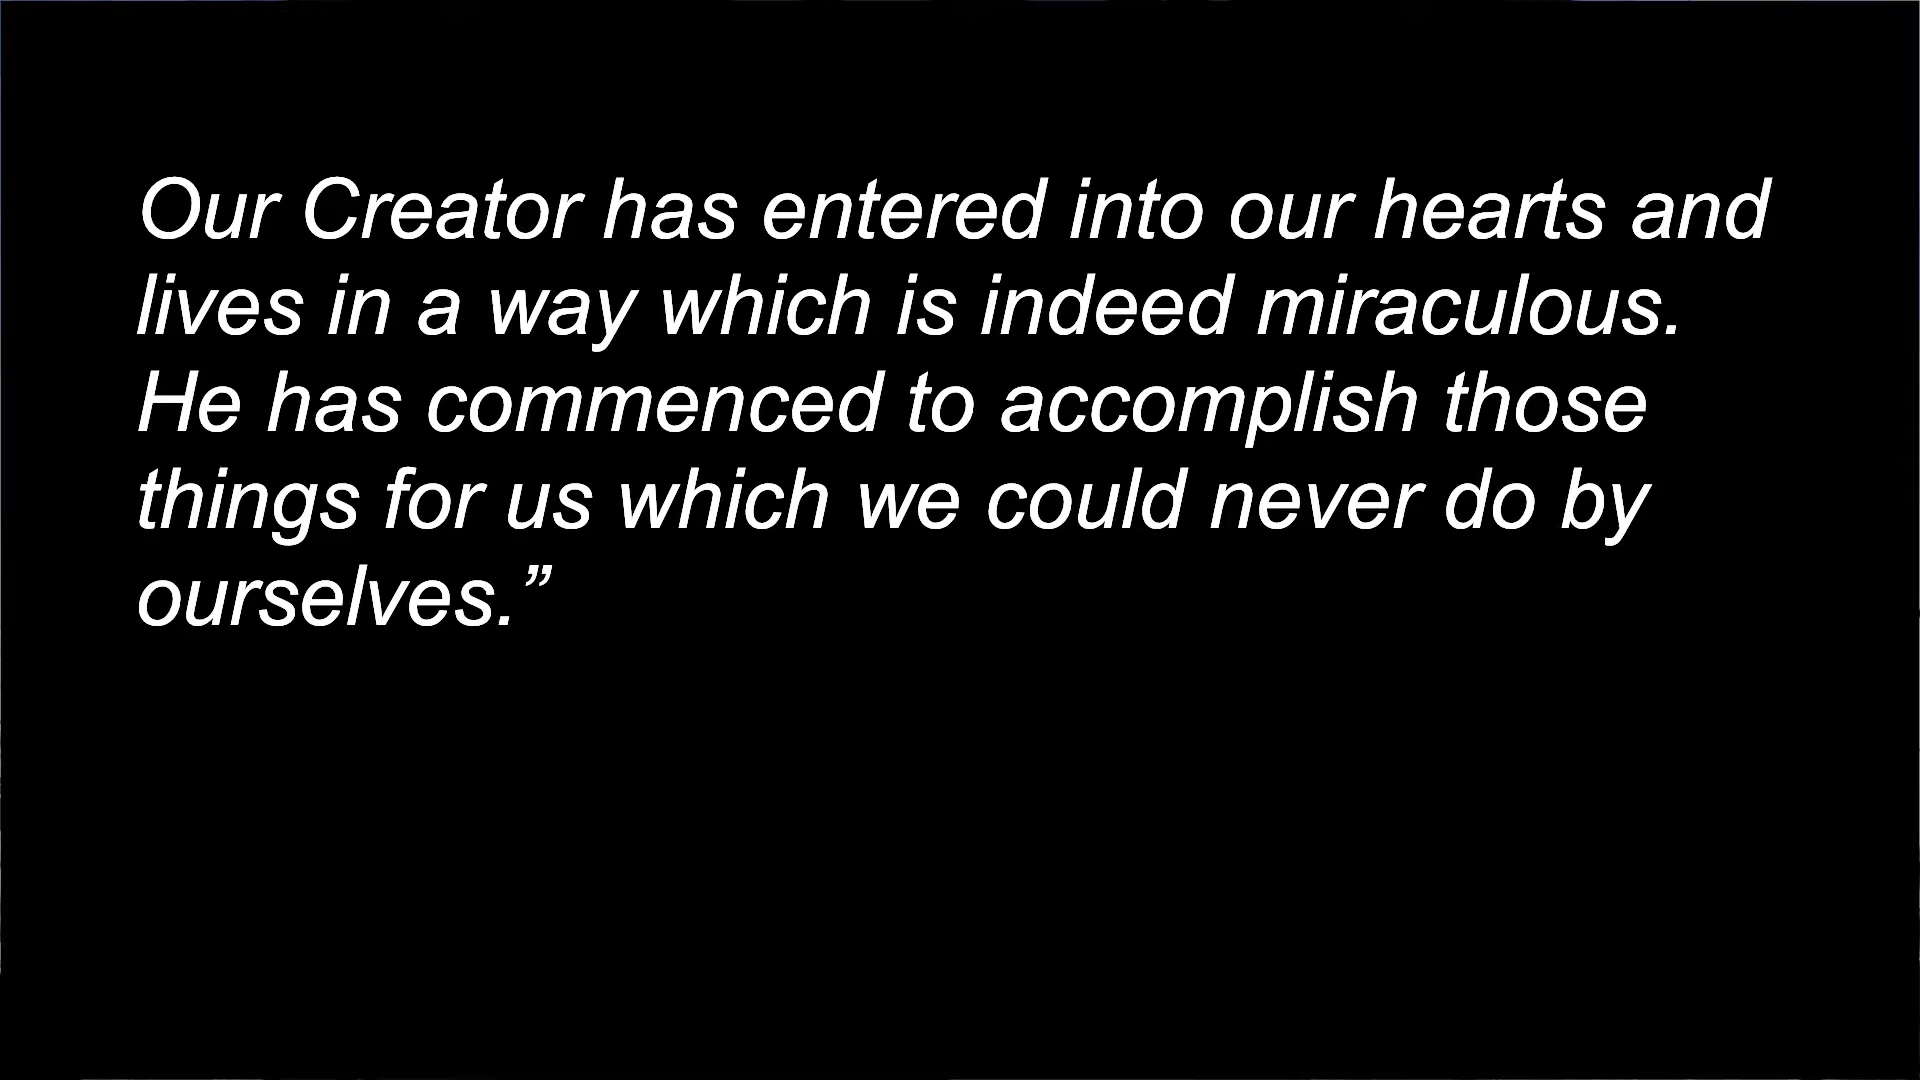 Our Creator has entered into our hearts and
lives in a way which is indeed miraculous.
He has commenced to accomplish those
things for us which we could never do by
ourselves.”